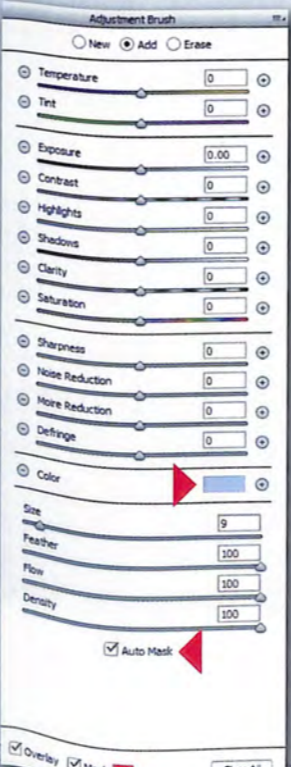 Adjustment Brush
New Add Erase
Temperature 0
Tint 0
Exposure 0.00
Contrast 0
Highlights 0
Shadows 0
Clarity 0
Saturation 0
Sharpness 0
Noise Reduction 0
Moire Reduction 0
Defringe 0
Color
Size 9
Feather 100
Flow 100
Density 100
Auto Mask
Overlay